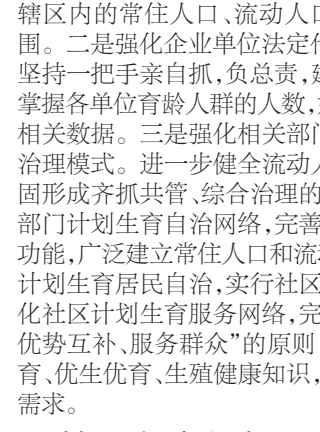 辖区内的常住人口、流动人口
围。二是强化企业单位法定代
坚持一把手亲自抓,负总责,建
掌握各单位育龄人群的人数,
相关数据。三是强化相关部门
治理模式。进一步健全流动人
固形成齐抓共管、综合治理的
部门计划生育自治网络,完善
功能,广泛建立常住人口和流动
计划生育居民自治,实行社区
化社区计划生育服务网络,完
优势互补、服务群众”的原则
育、优生优育、生殖健康知识,
需求。